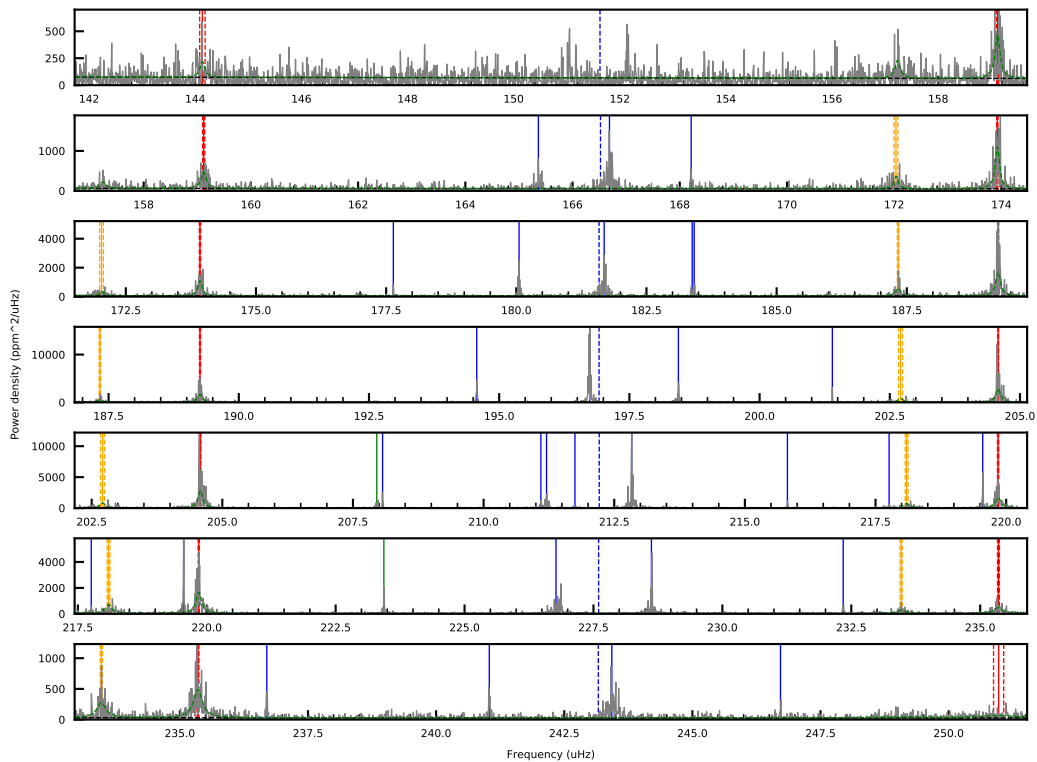 500
250
0
142 144 146 148 150 152 154 156 158
1000
0
158 160 162 164 166 168 170 172 174
4000
2000
0
172.5 175.0 177.5 180.0 182.5 185.0 187.5
10000
0
187.5 190.0 192.5 195.0 197.5 200.0 202.5 205.0
Power density (ppm^2/uHz)
10000
5000
0
202.5 205.0 207.5 210.0 212.5 215.0 217.5 220.0
4000
2000
0
217.5 220.0 222.5 225.0 227.5 230.0 232.5 235.0
1000
500
0
235.0 237.5 240.0 242.5 245.0 247.5 250.0
Frequency (uHz)